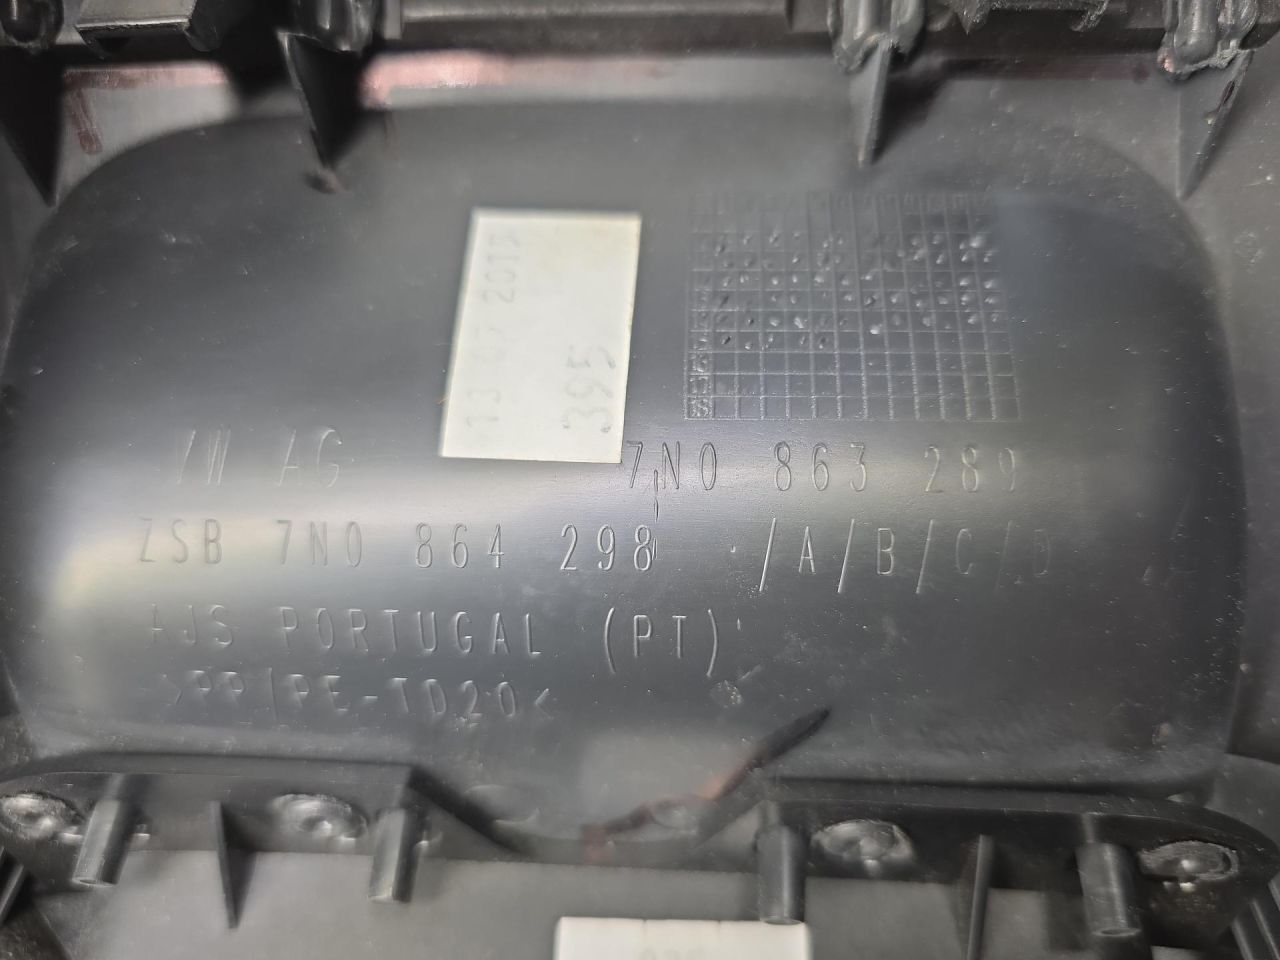 13 07 2015
395
VW AG 7N0 863 289
ZSB 7N0 864 298 /A/B/C/D
AJS PORTUGAL (PT)
>PP/PE-TD20<